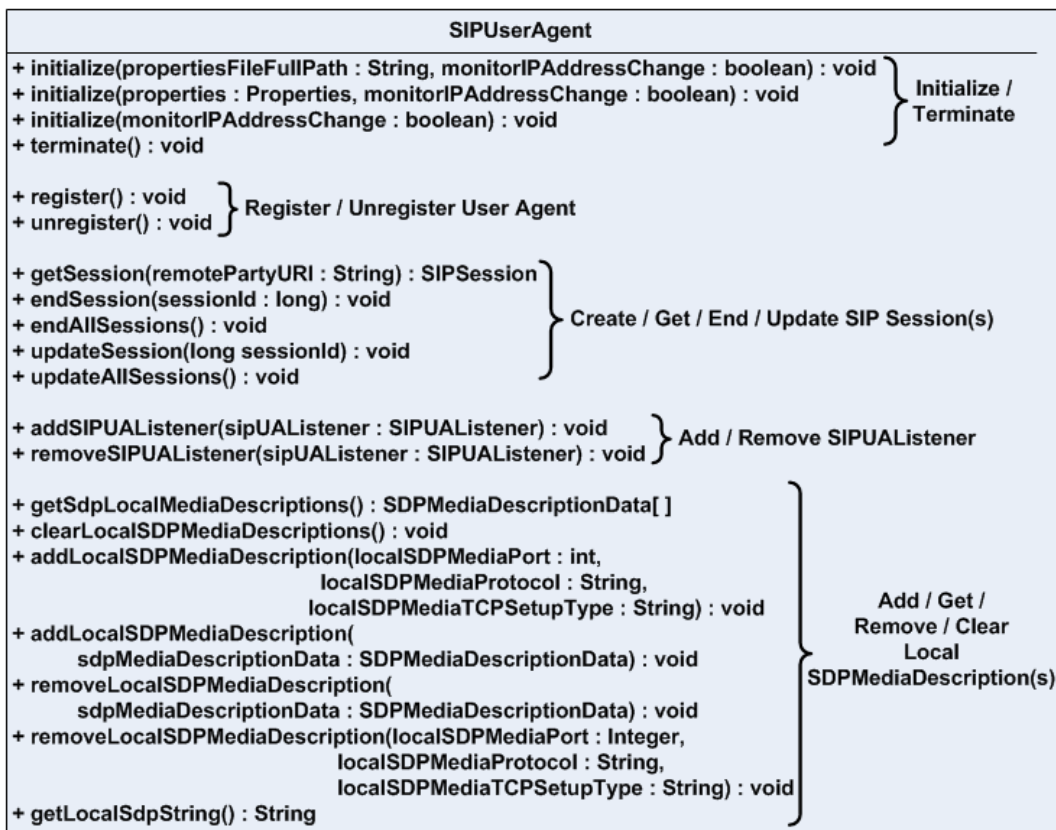 SIPUserAgent
+ initialize(propertiesFileFullPath : String, monitorIPAddressChange : boolean) : void
+ initialize(properties : Properties, monitorIPAddressChange : boolean) : void
+ initialize(monitorIPAddressChange : boolean) : void
+ terminate() : void
Initialize /
Terminate
+ register() : void
+ unregister() : void
Register / Unregister User Agent
+ getSession(remotePartyURI : String) : SIPSession
+ endSession(sessionId : long) : void
+ endAllSessions() : void
+ updateSession(long sessionId) : void
+ updateAllSessions() : void
Create / Get / End / Update SIP Session(s)
+ addSIPUAListener(sipUAListener : SIPUAListener) : void
+ removeSIPUAListener(sipUAListener : SIPUAListener) : void
Add / Remove SIPUAListener
+ getSdpLocalMediaDescriptions() : SDPMediaDescriptionData[ ]
+ clearLocalSDPMediaDescriptions() : void
+ addLocalSDPMediaDescription(localSDPMediaPort : int,
localSDPMediaProtocol : String,
localSDPMediaTCPSetupType : String) : void
+ addLocalSDPMediaDescription(
sdpMediaDescriptionData : SDPMediaDescriptionData) : void
+ removeLocalSDPMediaDescription(
sdpMediaDescriptionData : SDPMediaDescriptionData) : void
+ removeLocalSDPMediaDescription(localSDPMediaPort : Integer,
localSDPMediaProtocol : String,
localSDPMediaTCPSetupType : String) : void
+ getLocalSdpString() : String
Add / Get /
Remove / Clear
Local
SDPMediaDescription(s)